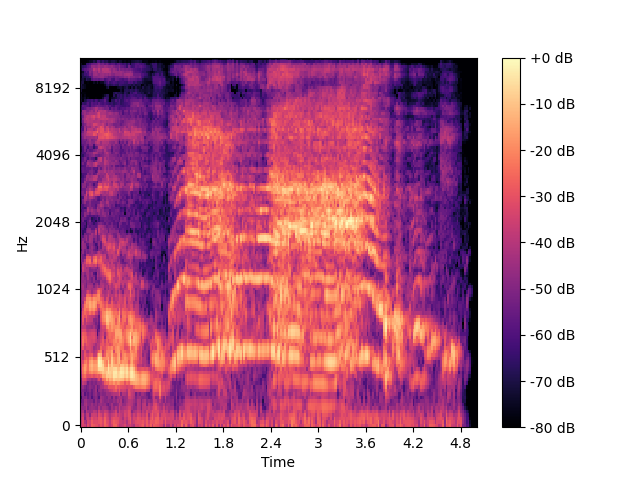 8192
4096
2048
1024
512
0
Hz
0 0.6 1.2 1.8 2.4 3 3.6 4.2 4.8
Time
+0 dB
-10 dB
-20 dB
-30 dB
-40 dB
-50 dB
-60 dB
-70 dB
-80 dB